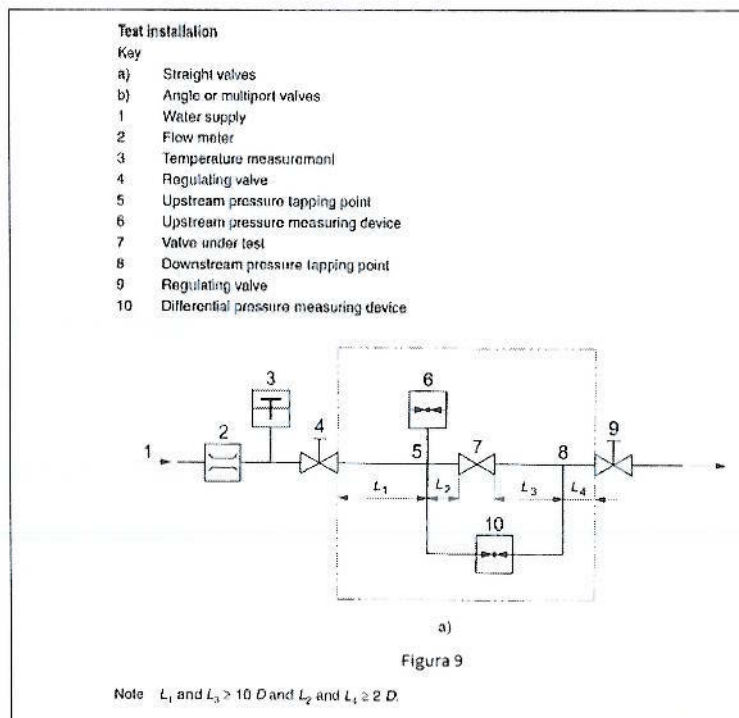 Test installation
Key
a) Straight valves
b) Angle or multiport valves
1 Water supply
2 Flow meter
3 Temperature measurement
4 Regulating valve
5 Upstream pressure tapping point
6 Upstream pressure measuring device
7 Valve under test
8 Downstream pressure tapping point
9 Regulating valve
10 Differential pressure measuring device
3 6
1 2 4 5 7 8 9
L₁ L₂ L₃ L₄
10
a)
Figura 9
Note L₁ and L₃ ≥ 10 D and L₂ and L₄ ≥ 2 D.